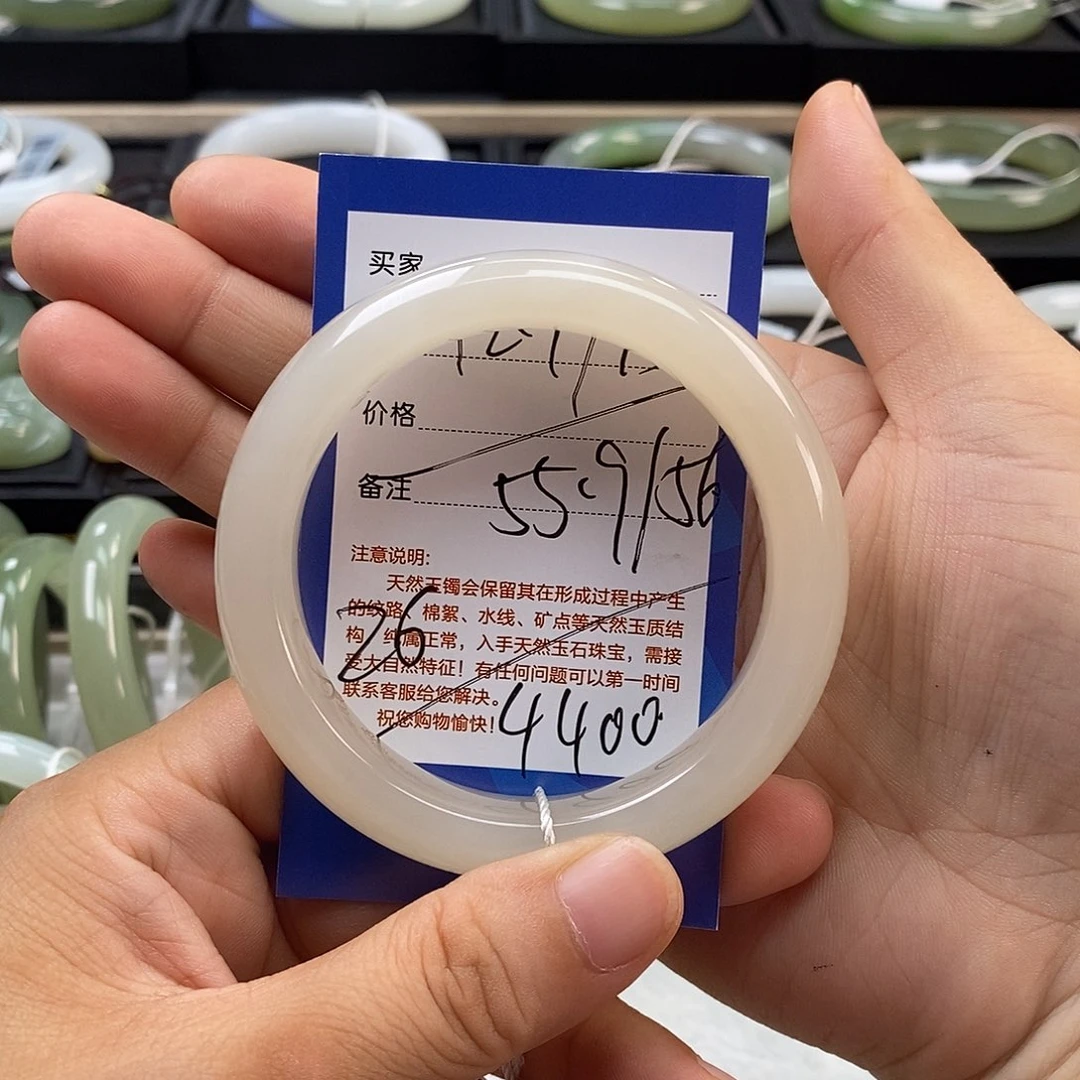 买家
价格
备注 55.9/56
注意说明:
天然玉镯会保留其在形成过程中产生
的纹路、棉絮、水线、矿点等天然玉质结
构，纯属正常，入手天然玉石珠宝，需接
受大自然特征！有任何问题可以第一时间
联系客服给您解决。
祝您购物愉快!
26
4400